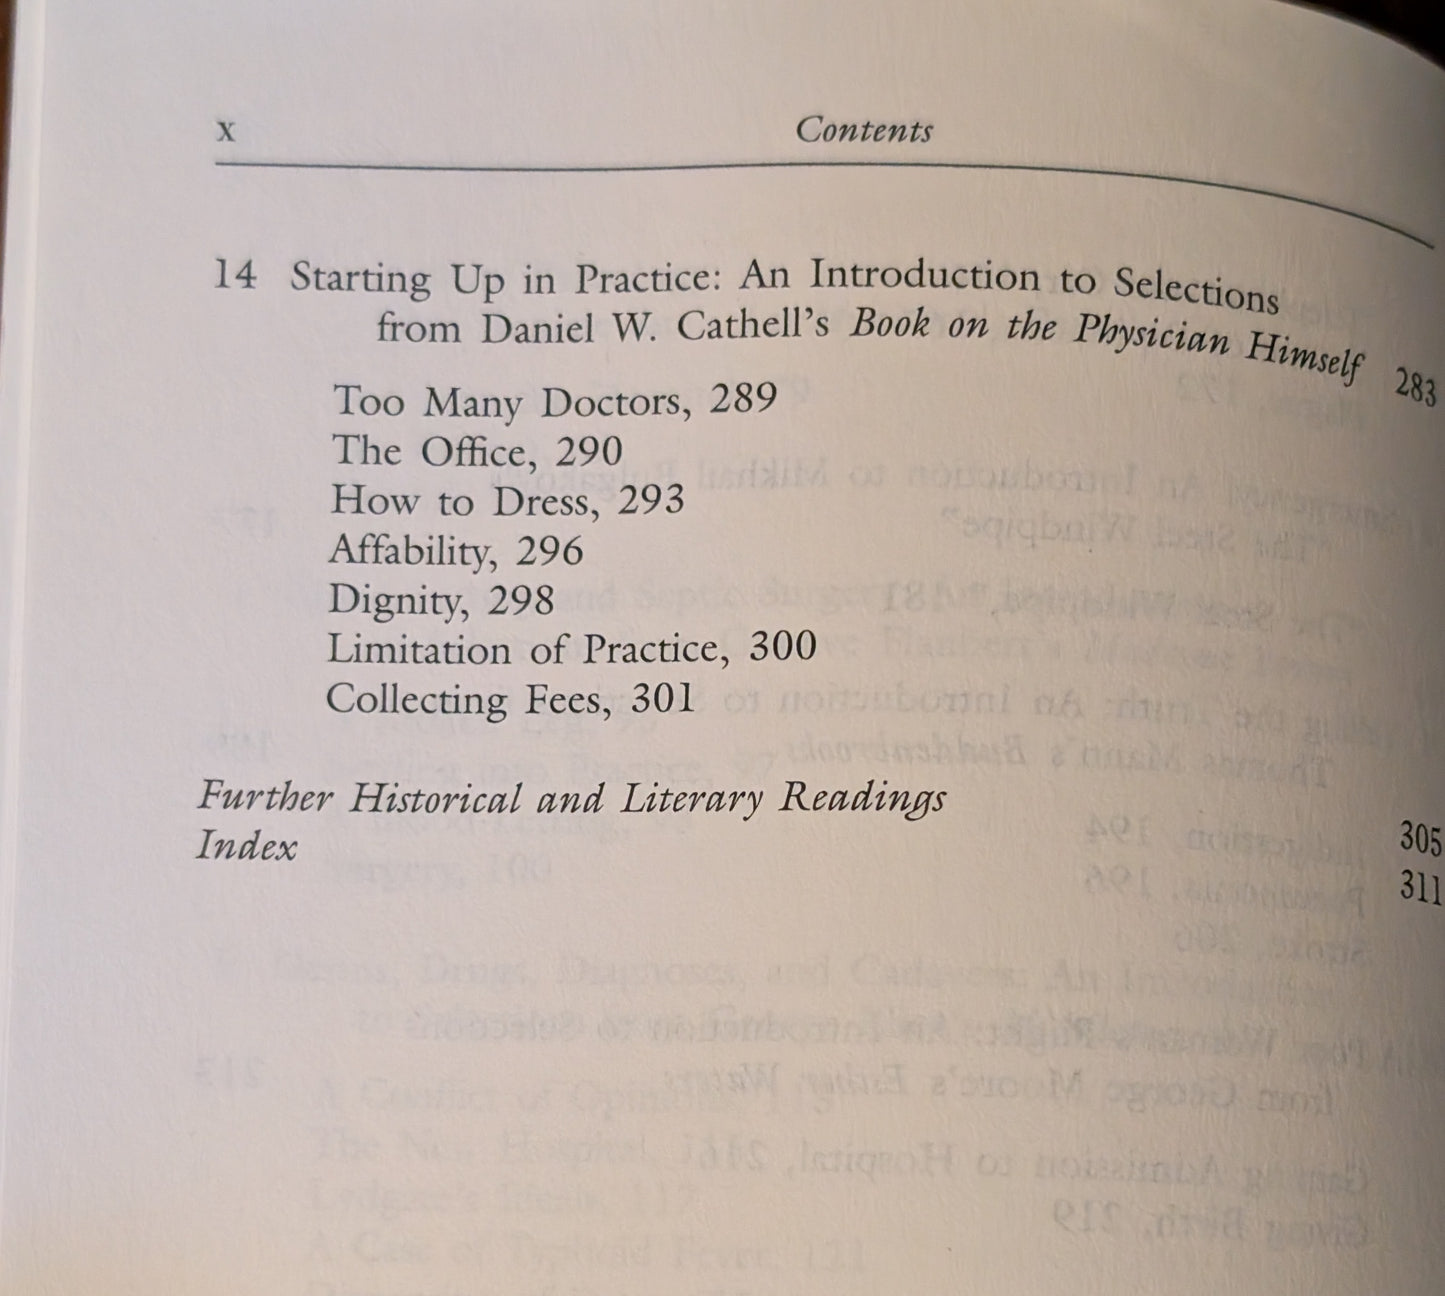 x Contents
14 Starting Up in Practice: An Introduction to Selections
from Daniel W. Cathell's Book on the Physician Himself 283
Too Many Doctors, 289
The Office, 290
How to Dress, 293
Affability, 296
Dignity, 298
Limitation of Practice, 300
Collecting Fees, 301
Further Historical and Literary Readings 305
Index 311